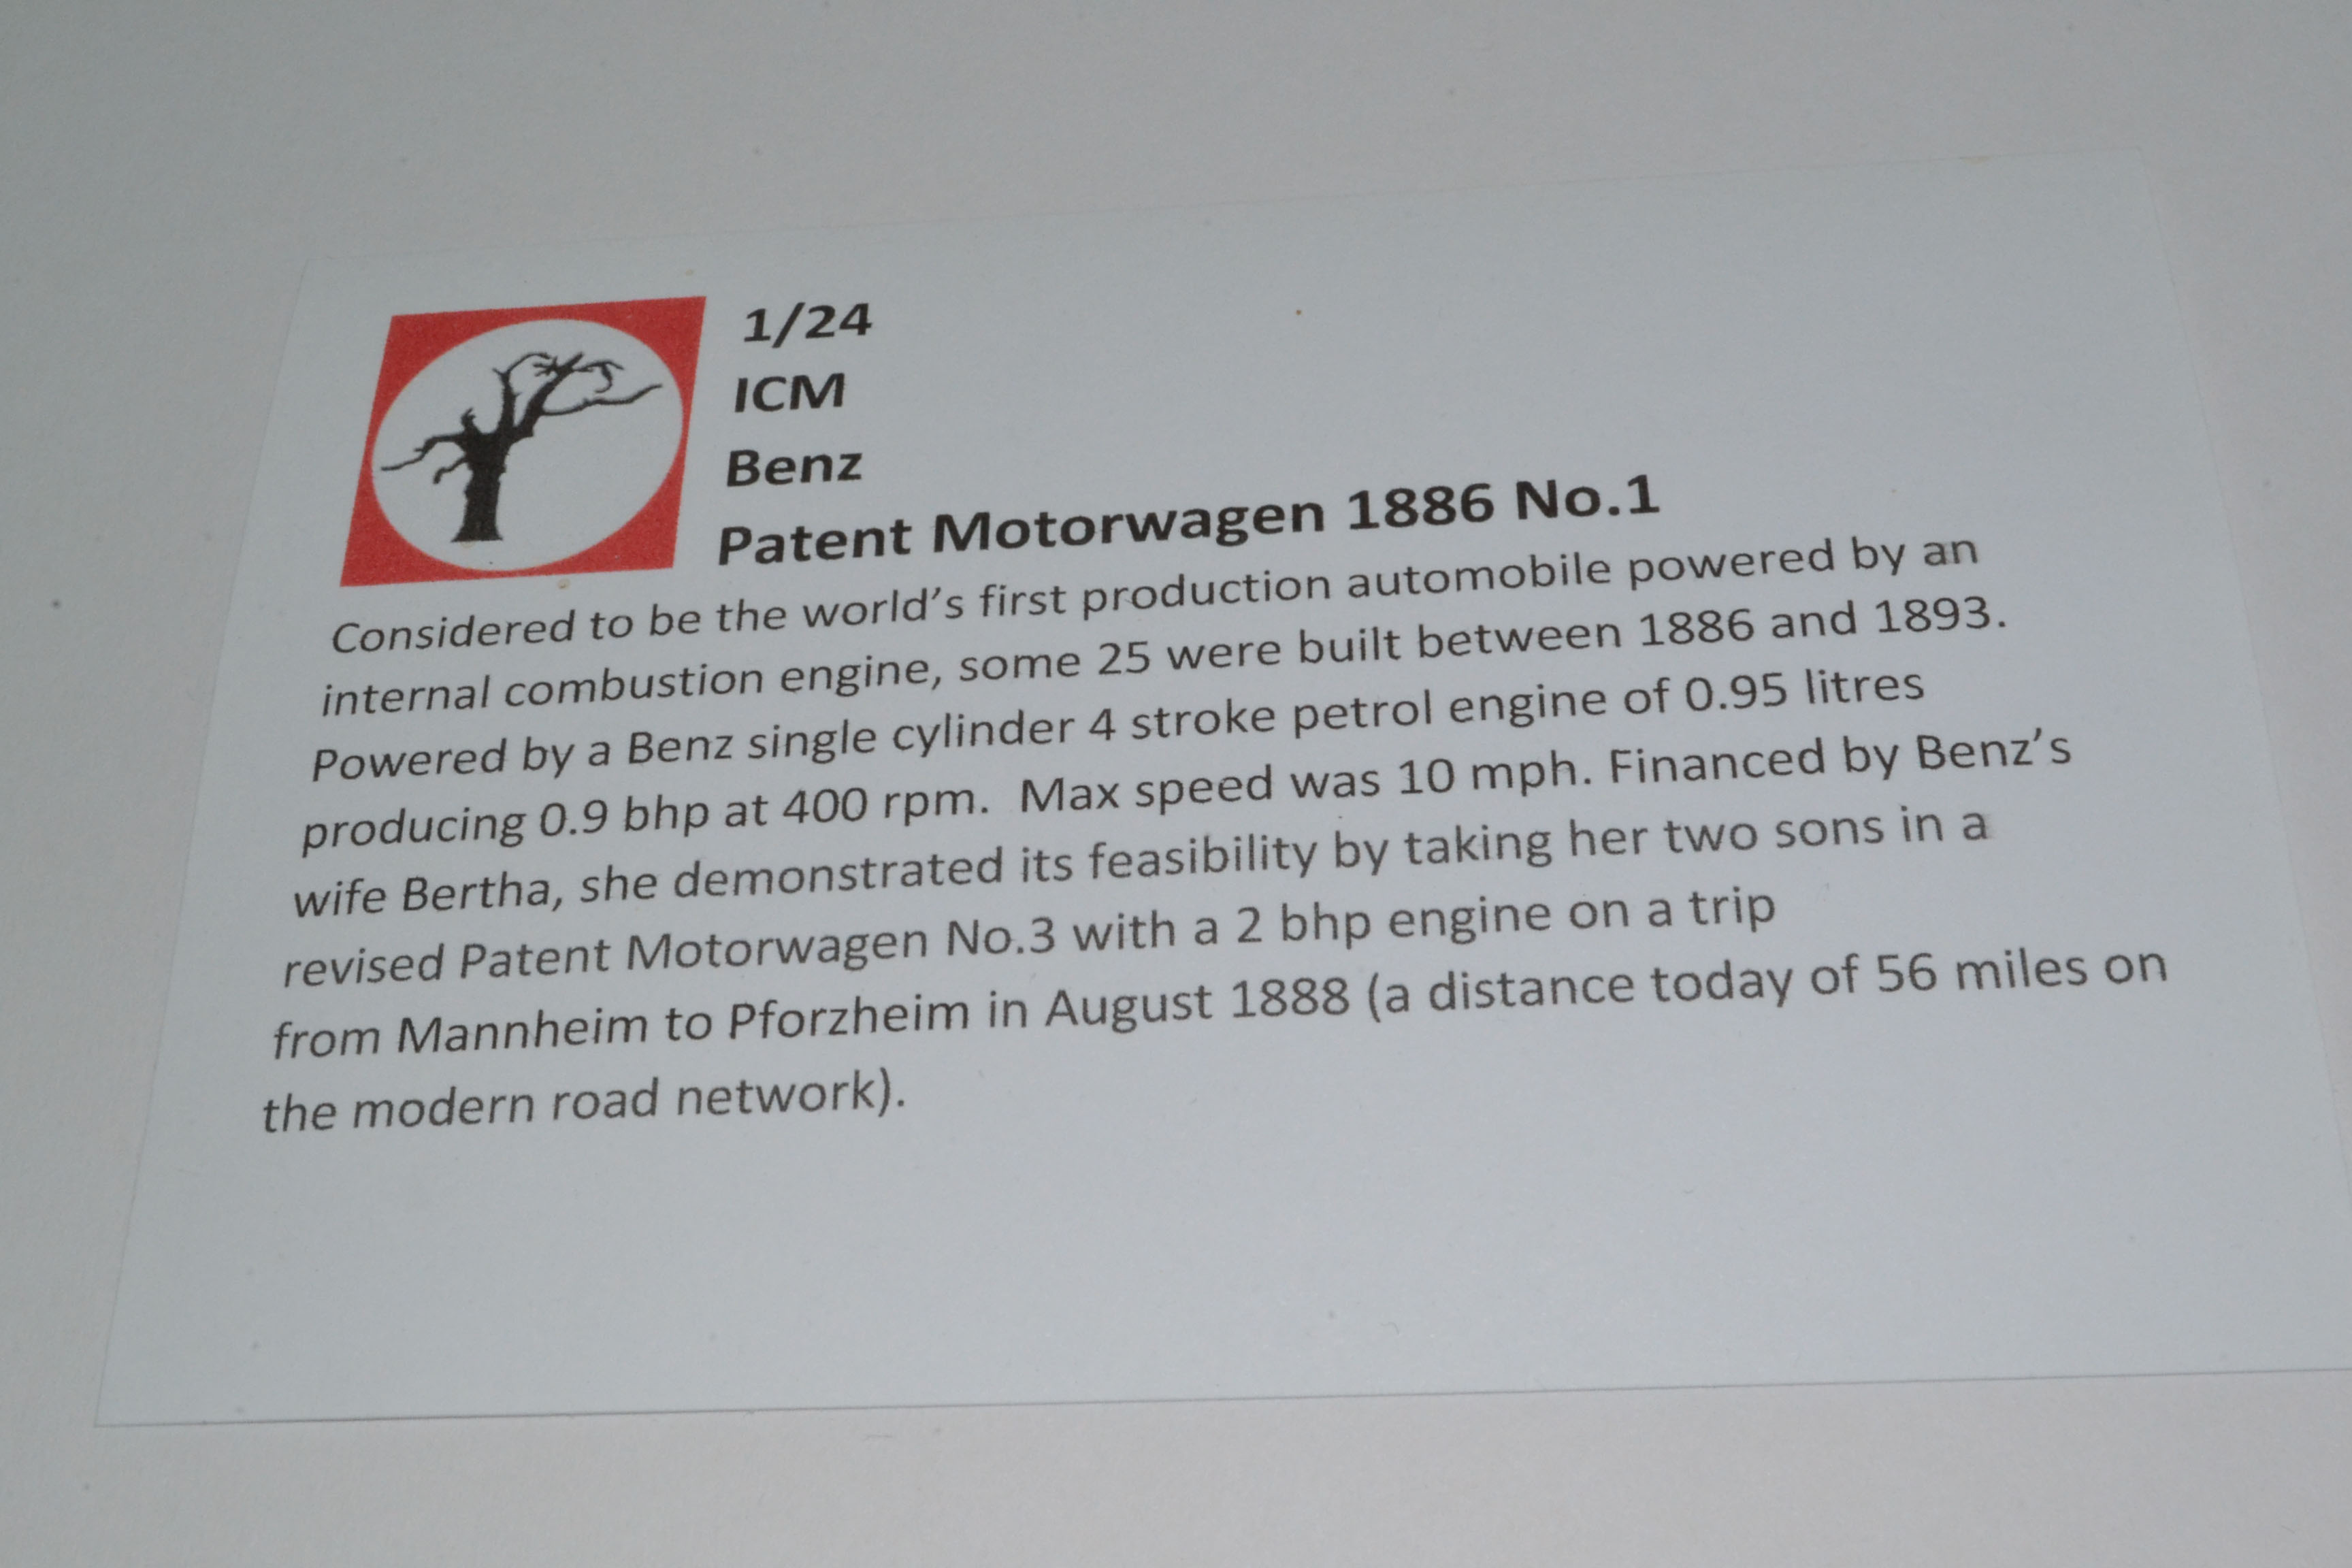 1/24
ICM
Benz
Patent Motorwagen 1886 No.1
Considered to be the world's first production automobile powered by an
internal combustion engine, some 25 were built between 1886 and 1893.
Powered by a Benz single cylinder 4 stroke petrol engine of 0.95 litres
producing 0.9 bhp at 400 rpm.  Max speed was 10 mph. Financed by Benz's
wife Bertha, she demonstrated its feasibility by taking her two sons in a
revised Patent Motorwagen No.3 with a 2 bhp engine on a trip
from Mannheim to Pforzheim in August 1888 (a distance today of 56 miles on
the modern road network).